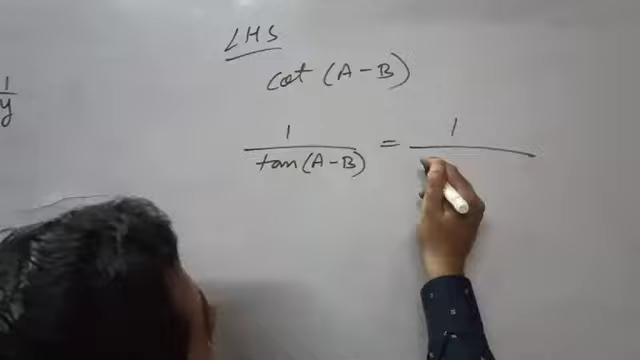 LHS
cot (A - B)
1/y
1/tan(A - B) = 1/